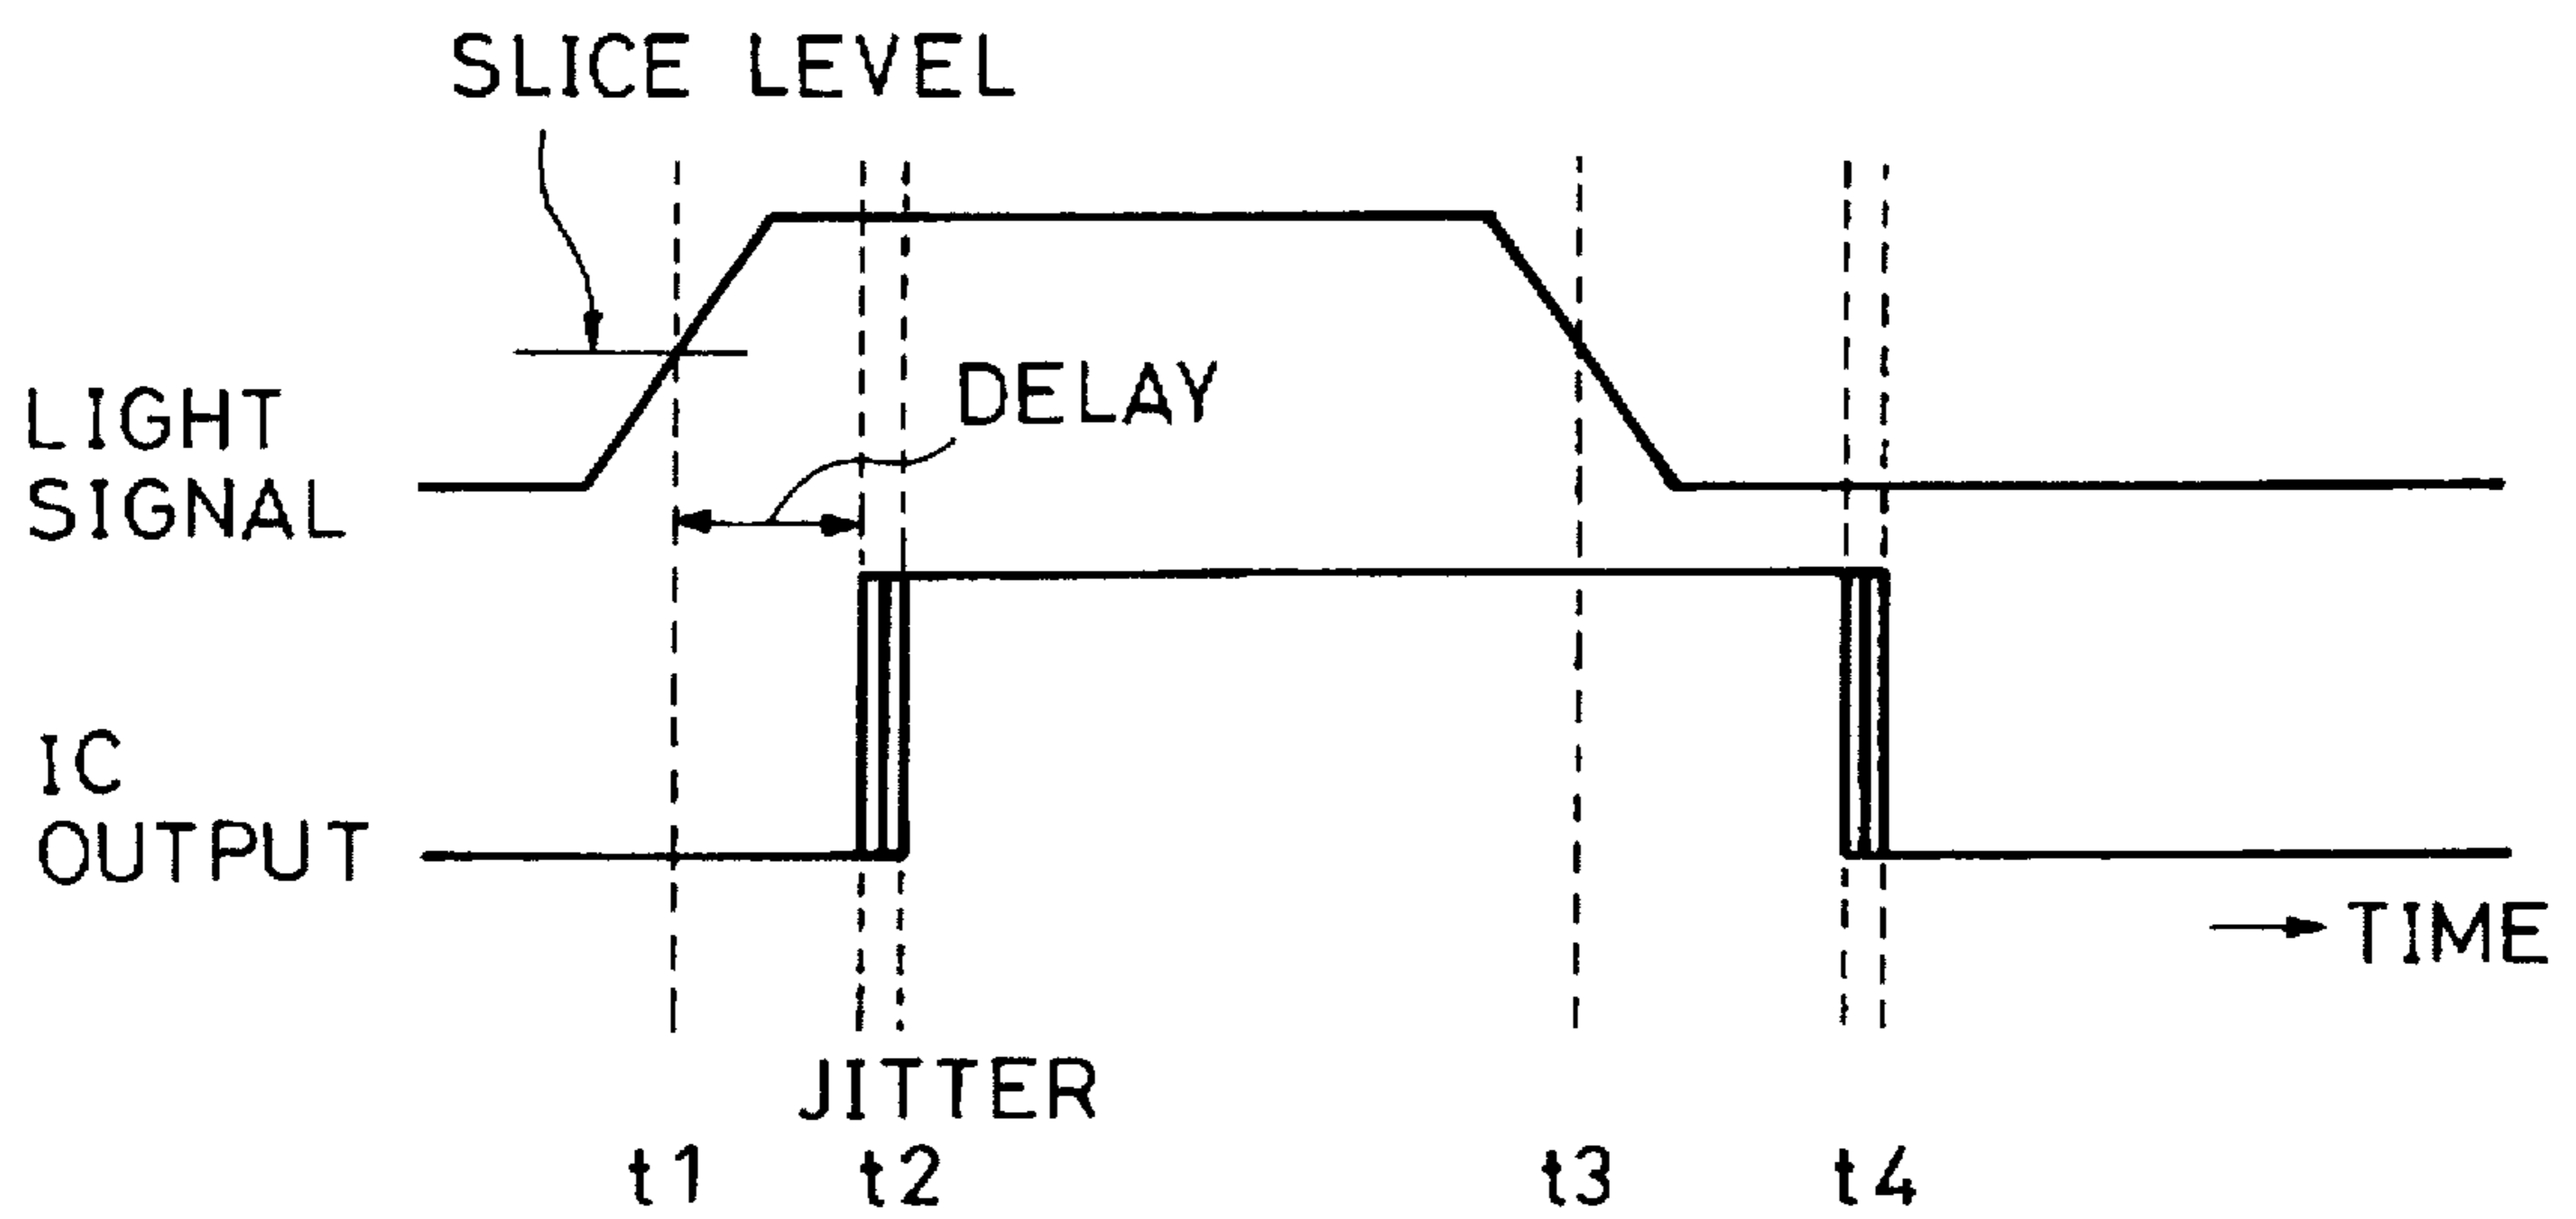 SLICE LEVEL
DELAY
LIGHT
SIGNAL
IC
OUTPUT
TIME
JITTER
t1 t2 t3 t4